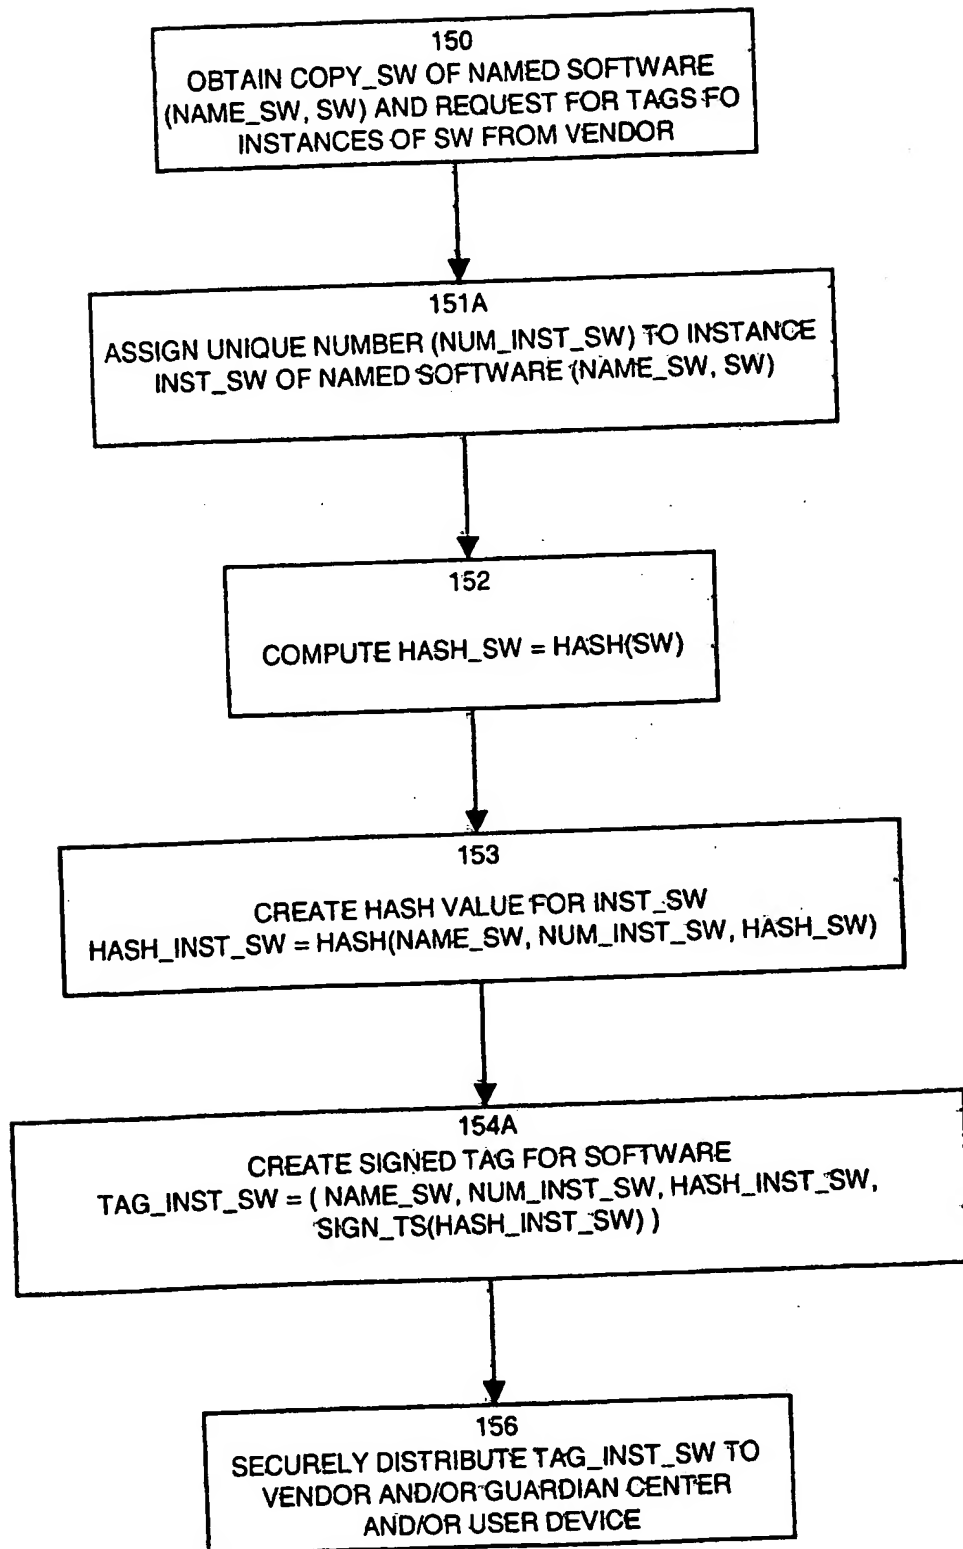 150
OBTAIN COPY_SW OF NAMED SOFTWARE
(NAME_SW, SW) AND REQUEST FOR TAGS FO
INSTANCES OF SW FROM VENDOR
151A
ASSIGN UNIQUE NUMBER (NUM_INST_SW) TO INSTANCE
INST_SW OF NAMED SOFTWARE (NAME_SW, SW)
152
COMPUTE HASH_SW = HASH(SW)
153
CREATE HASH VALUE FOR INST_SW
HASH_INST_SW = HASH(NAME_SW, NUM_INST_SW, HASH_SW)
154A
CREATE SIGNED TAG FOR SOFTWARE
TAG_INST_SW = ( NAME_SW, NUM_INST_SW, HASH_INST_SW,
SIGN_TS(HASH_INST_SW) )
156
SECURELY DISTRIBUTE TAG_INST_SW TO
VENDOR AND/OR GUARDIAN CENTER
AND/OR USER DEVICE